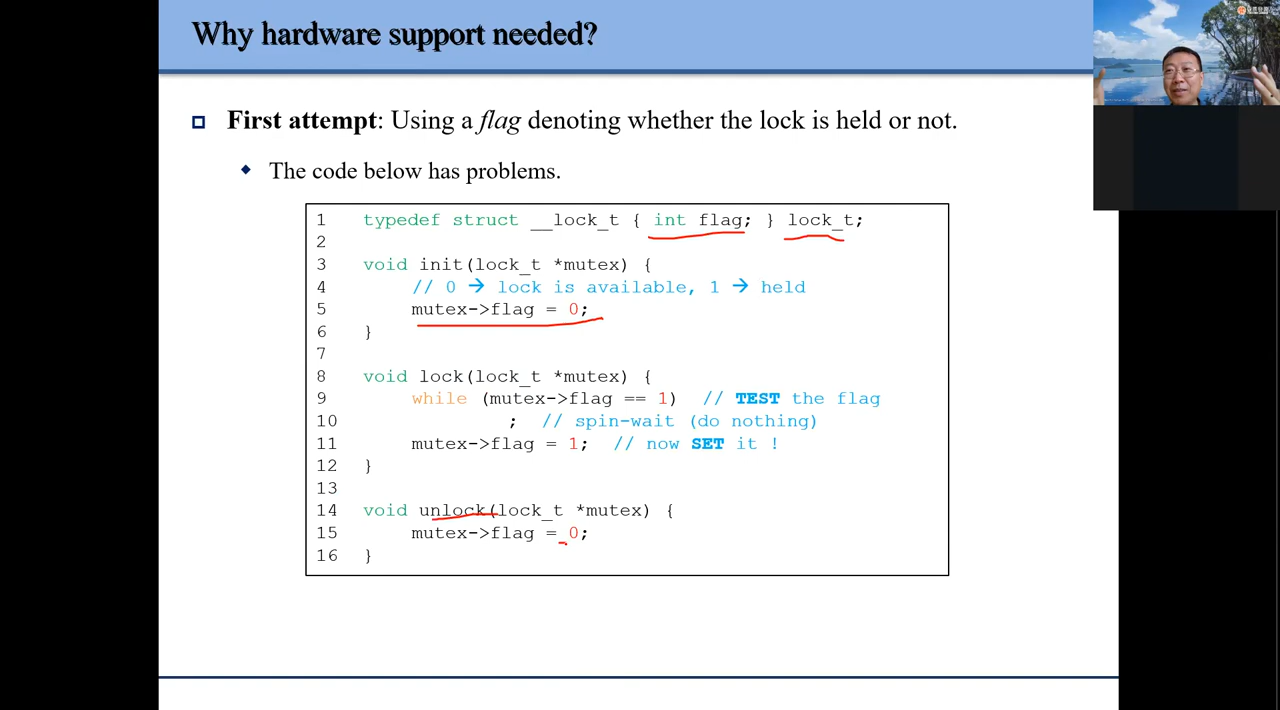 Why hardware support needed?
First attempt: Using a flag denoting whether the lock is held or not.
The code below has problems.
1 typedef struct __lock_t { int flag; } lock_t;
2
3 void init(lock_t *mutex) {
4 // 0 → lock is available, 1 → held
5 mutex->flag = 0;
6 }
7
8 void lock(lock_t *mutex) {
9 while (mutex->flag == 1) // TEST the flag
10 ; // spin-wait (do nothing)
11 mutex->flag = 1; // now SET it !
12 }
13
14 void unlock(lock_t *mutex) {
15 mutex->flag = 0;
16 }